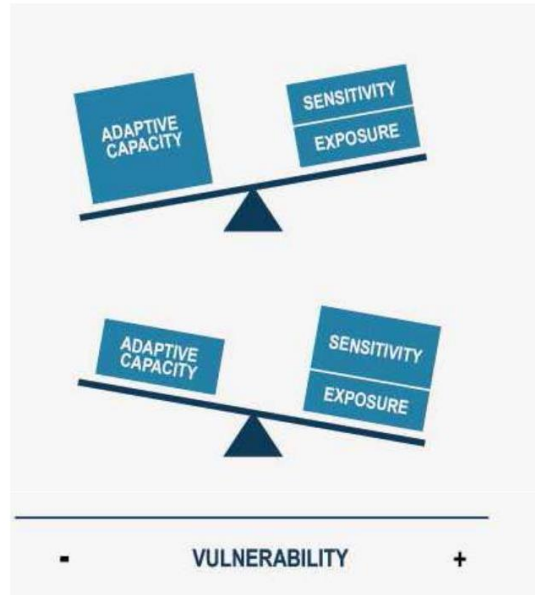 ADAPTIVE
CAPACITY
SENSITIVITY
EXPOSURE
ADAPTIVE
CAPACITY
SENSITIVITY
EXPOSURE
- VULNERABILITY +